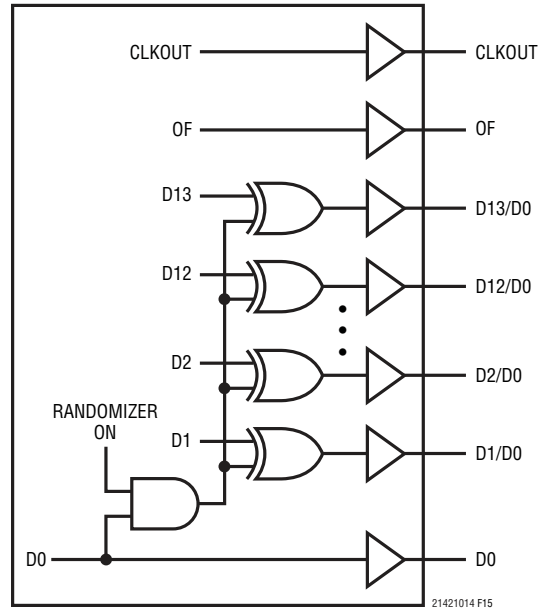 CLKOUT
CLKOUT
OF
OF
D13
D13/D0
D12
D12/D0
D2
D2/D0
RANDOMIZER
ON
D1
D1/D0
D0
D0
21421014 F15